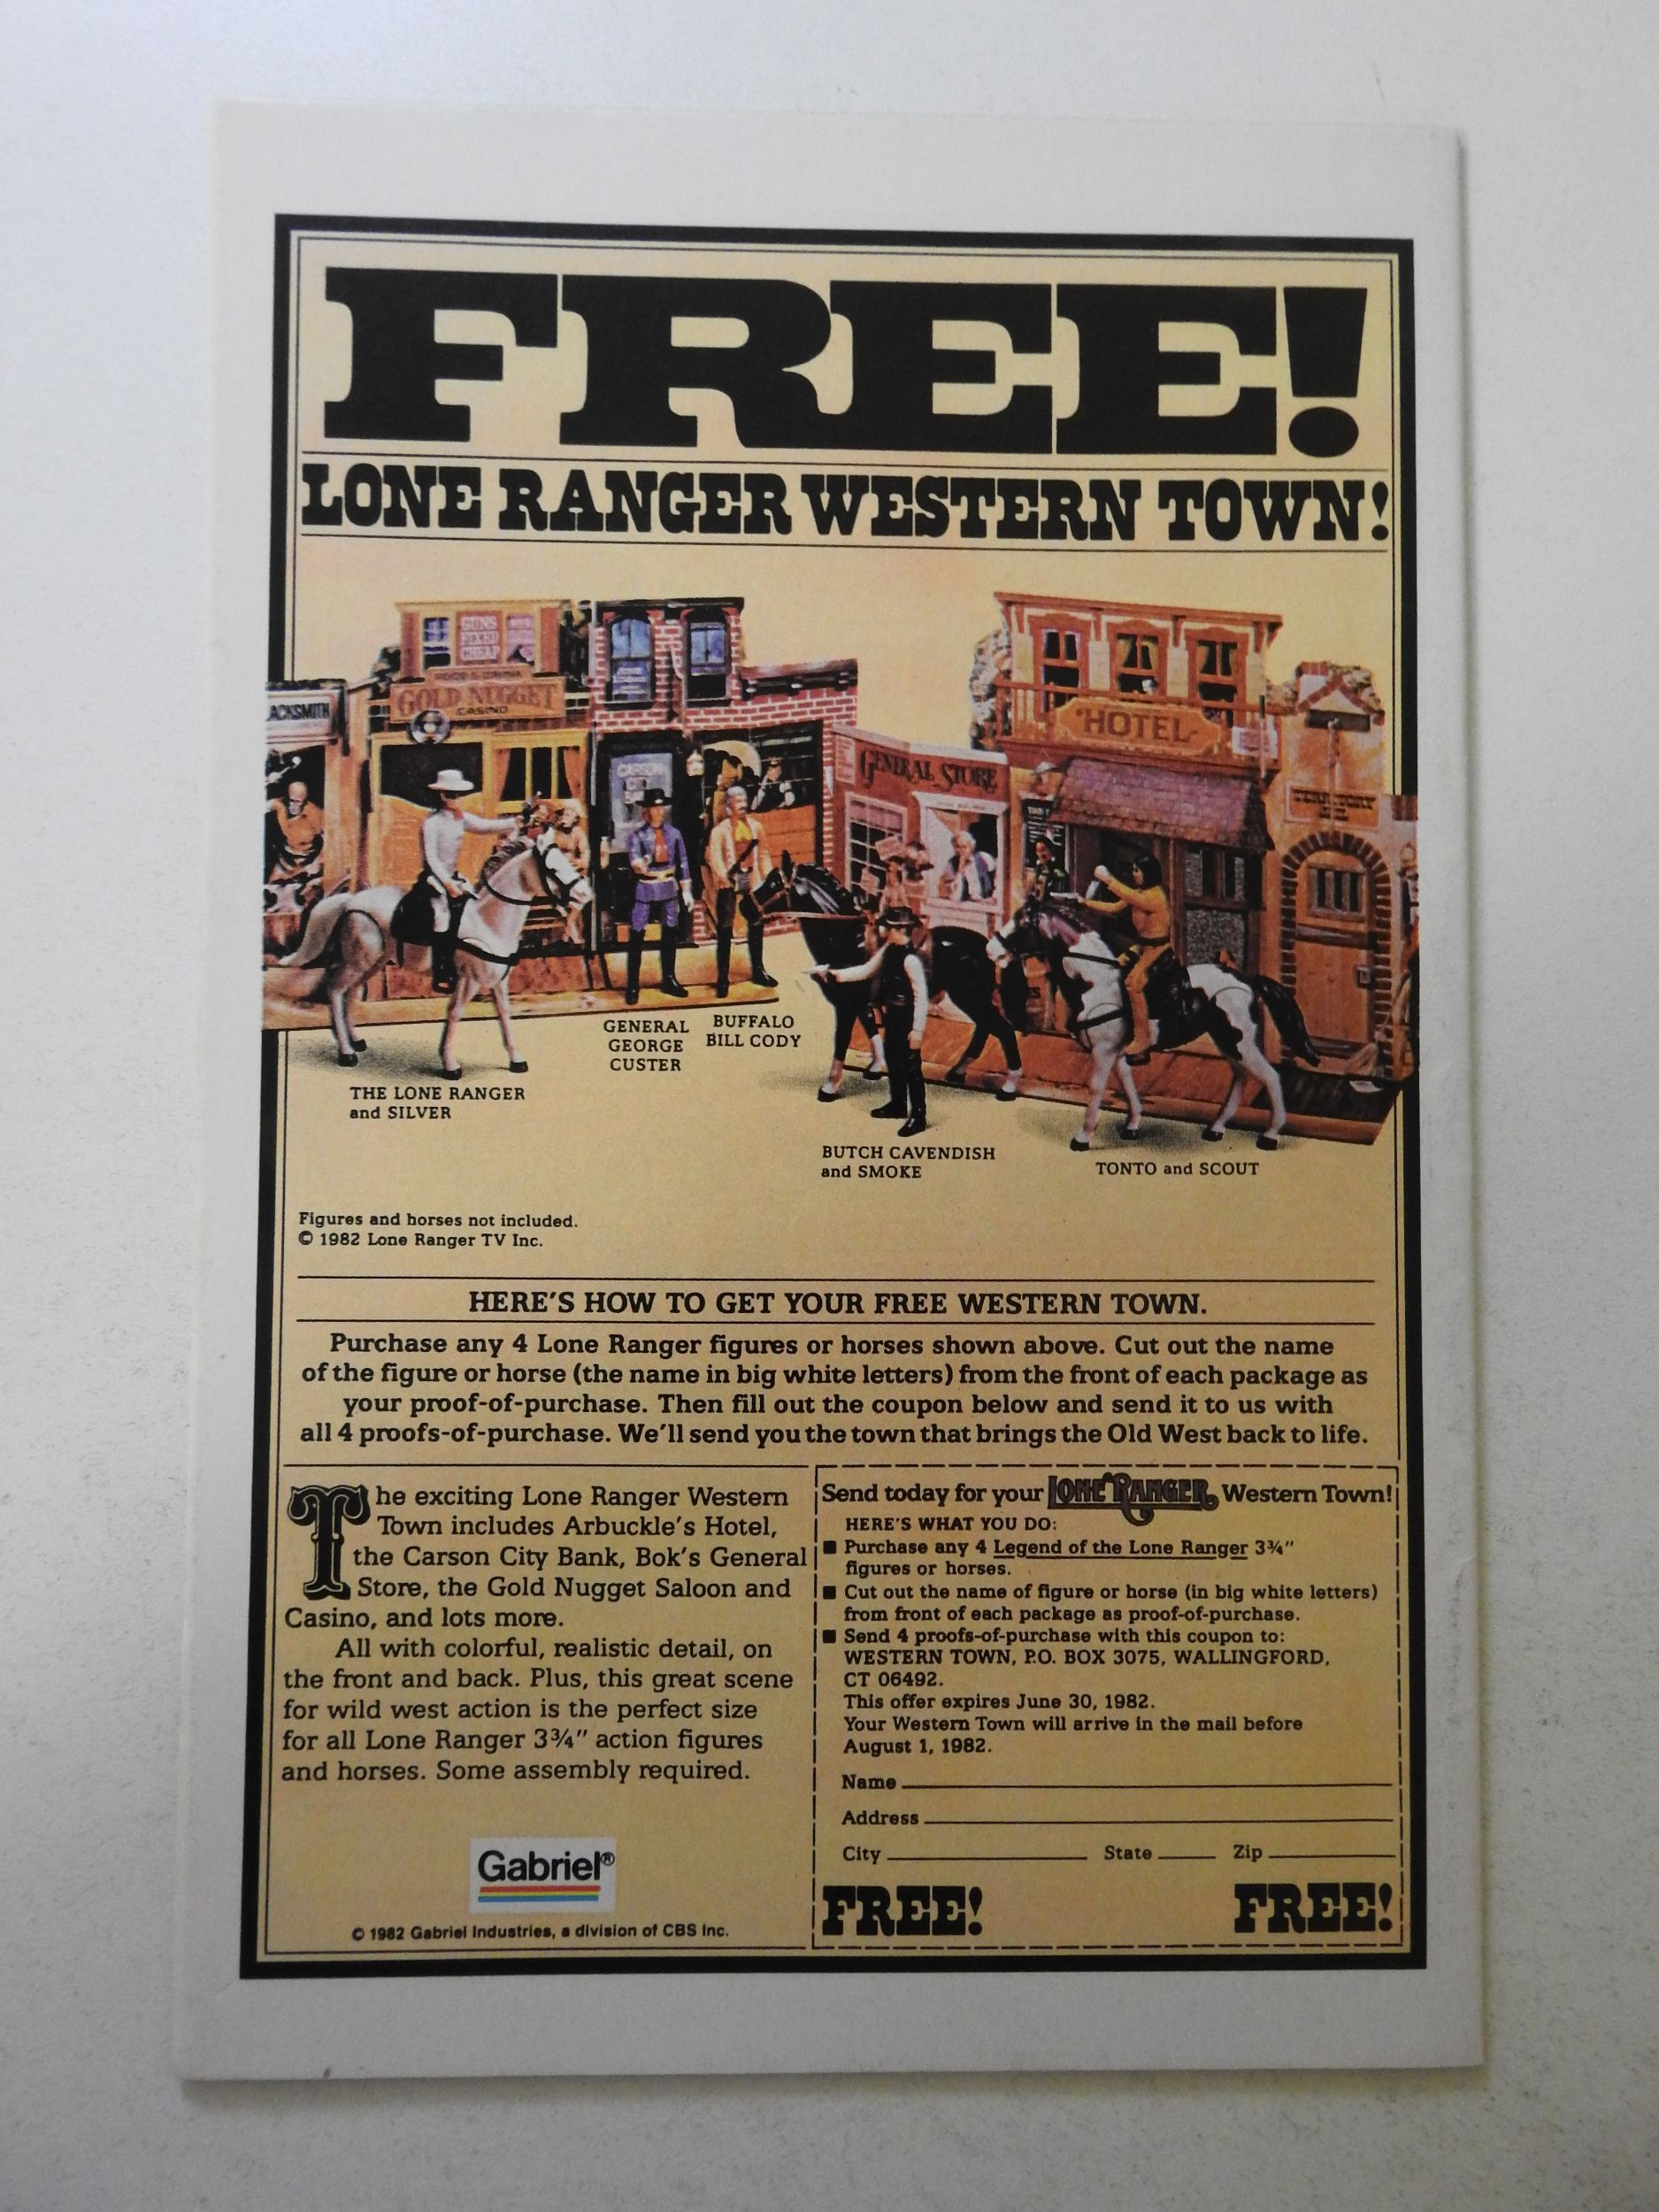 FREE!
LONE RANGER WESTERN TOWN!
GUNS
FIXED
CHEAP
GOLD NUGGET
CASINO
ACKSMITH
HOTEL
GENERAL STORE
GENERAL
GEORGE
CUSTER
BUFFALO
BILL CODY
THE LONE RANGER
and SILVER
BUTCH CAVENDISH
and SMOKE
TONTO and SCOUT
Figures and horses not included.
© 1982 Lone Ranger TV Inc.
HERE'S HOW TO GET YOUR FREE WESTERN TOWN.
Purchase any 4 Lone Ranger figures or horses shown above. Cut out the name
of the figure or horse (the name in big white letters) from the front of each package as
your proof-of-purchase. Then fill out the coupon below and send it to us with
all 4 proofs-of-purchase. We'll send you the town that brings the Old West back to life.
The exciting Lone Ranger Western
Town includes Arbuckle's Hotel,
the Carson City Bank, Bok's General
Store, the Gold Nugget Saloon and
Casino, and lots more.
All with colorful, realistic detail, on
the front and back. Plus, this great scene
for wild west action is the perfect size
for all Lone Ranger 3¾" action figures
and horses. Some assembly required.
Gabriel®
© 1982 Gabriel Industries, a division of CBS Inc.
Send today for your LONE RANGER Western Town!
HERE'S WHAT YOU DO:
■ Purchase any 4 Legend of the Lone Ranger 3¾"
figures or horses.
■ Cut out the name of figure or horse (in big white letters)
from front of each package as proof-of-purchase.
■ Send 4 proofs-of-purchase with this coupon to:
WESTERN TOWN, P.O. BOX 3075, WALLINGFORD,
CT 06492.
This offer expires June 30, 1982.
Your Western Town will arrive in the mail before
August 1, 1982.
Name
Address
City State Zip
FREE! FREE!